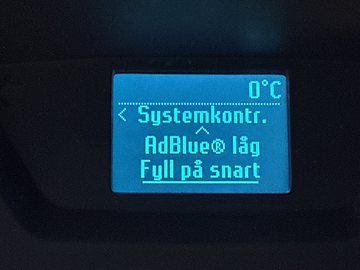 0°C
< Systemkontr.
AdBlue® låg
Fyll på snart